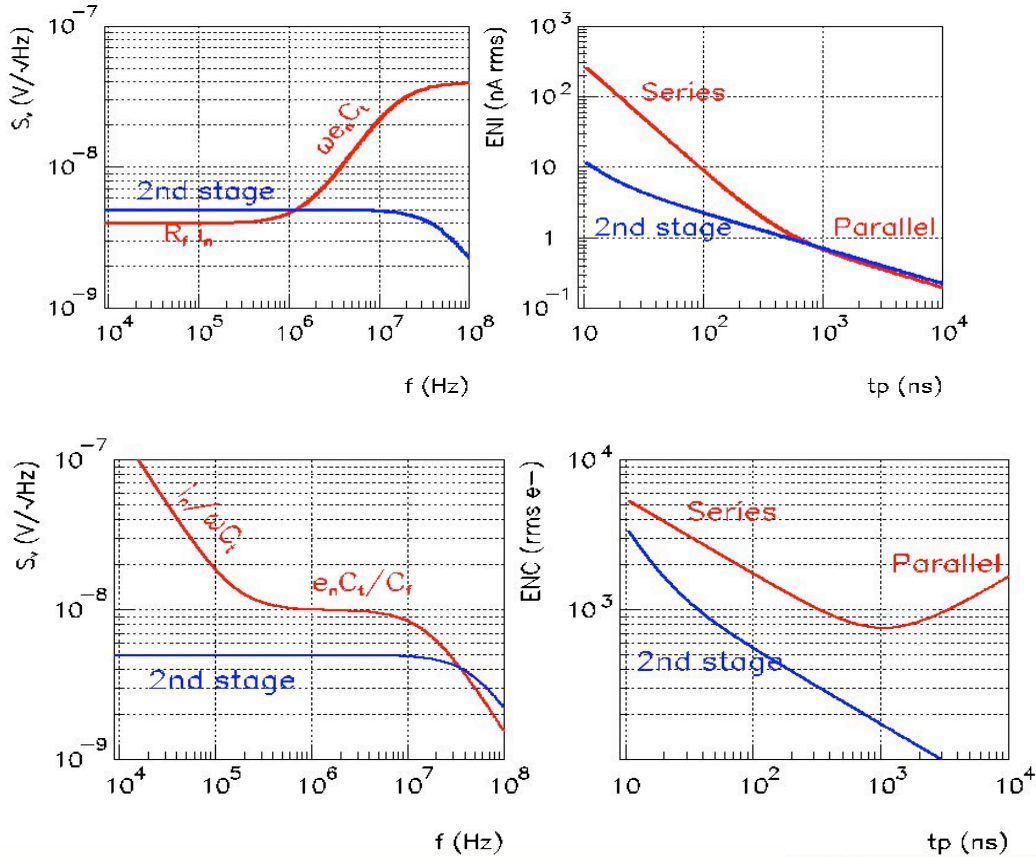 S_v (V/√Hz)
10^-7
10^-8
10^-9
ωe_nC_t
2nd stage
R_f i_n
10^4 10^5 10^6 10^7 10^8
f (Hz)
ENI (nA rms)
10^3
10^2
10
1
10^-1
Series
2nd stage
Parallel
10 10^2 10^3 10^4
tp (ns)
S_v (V/√Hz)
10^-7
10^-8
10^-9
i_n/ωC_f
e_nC_t/C_f
2nd stage
10^4 10^5 10^6 10^7 10^8
f (Hz)
ENC (rms e−)
10^4
10^3
Series
Parallel
2nd stage
10 10^2 10^3 10^4
tp (ns)